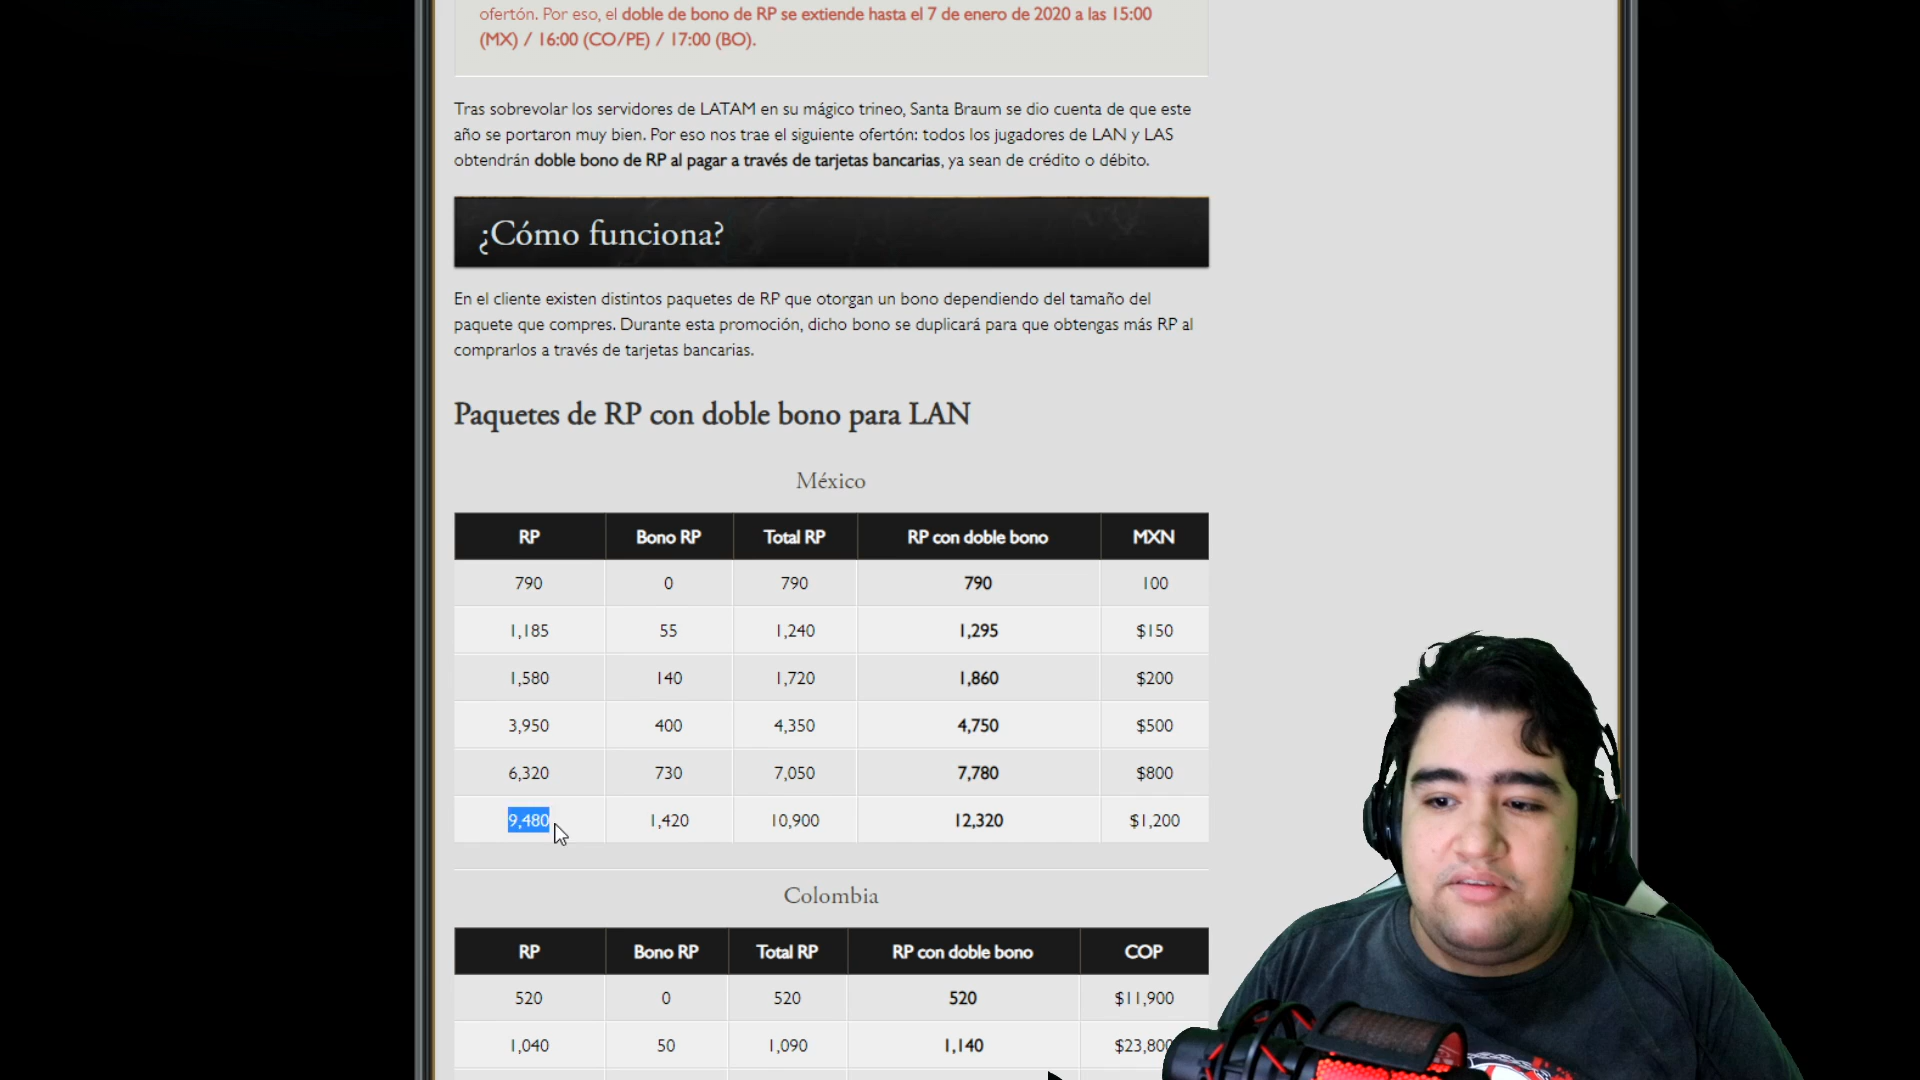 ofertón. Por eso, el doble de bono de RP se extiende hasta el 7 de enero de 2020 a las 15:00
(MX) / 16:00 (CO/PE) / 17:00 (BO).
Tras sobrevolar los servidores de LATAM en su mágico trineo, Santa Braum se dio cuenta de que este
año se portaron muy bien. Por eso nos trae el siguiente ofertón: todos los jugadores de LAN y LAS
obtendrán doble bono de RP al pagar a través de tarjetas bancarias, ya sean de crédito o débito.
¿Cómo funciona?
En el cliente existen distintos paquetes de RP que otorgan un bono dependiendo del tamaño del
paquete que compres. Durante esta promoción, dicho bono se duplicará para que obtengas más RP al
comprarlos a través de tarjetas bancarias.
Paquetes de RP con doble bono para LAN
México
RP Bono RP Total RP RP con doble bono MXN
790 0 790 790 100
1,185 55 1,240 1,295 $150
1,580 140 1,720 1,860 $200
3,950 400 4,350 4,750 $500
6,320 730 7,050 7,780 $800
9,480 1,420 10,900 12,320 $1,200
Colombia
RP Bono RP Total RP RP con doble bono COP
520 0 520 520 $11,900
1,040 50 1,090 1,140 $23,800